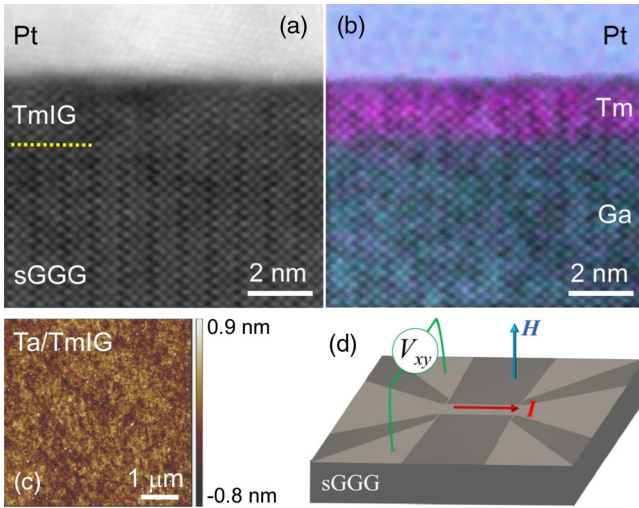 Pt
(a)
TmIG
sGGG
2 nm
(b)
Pt
Tm
Ga
2 nm
Ta/TmIG
(c)
1 μm
0.9 nm
-0.8 nm
(d)
Vxy
H
I
sGGG